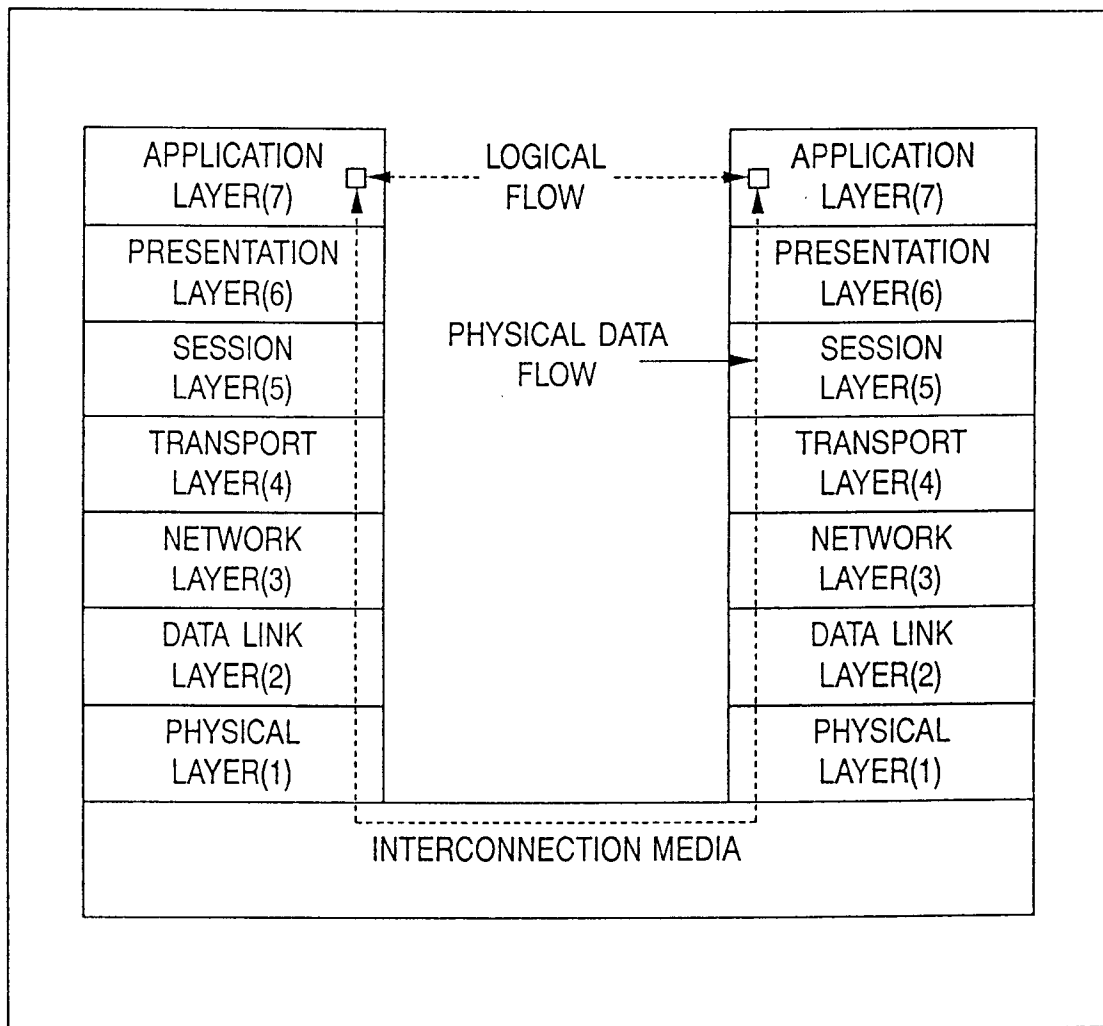 APPLICATION
LAYER(7)
PRESENTATION
LAYER(6)
SESSION
LAYER(5)
TRANSPORT
LAYER(4)
NETWORK
LAYER(3)
DATA LINK
LAYER(2)
PHYSICAL
LAYER(1)
LOGICAL
FLOW
PHYSICAL DATA
FLOW
APPLICATION
LAYER(7)
PRESENTATION
LAYER(6)
SESSION
LAYER(5)
TRANSPORT
LAYER(4)
NETWORK
LAYER(3)
DATA LINK
LAYER(2)
PHYSICAL
LAYER(1)
INTERCONNECTION MEDIA